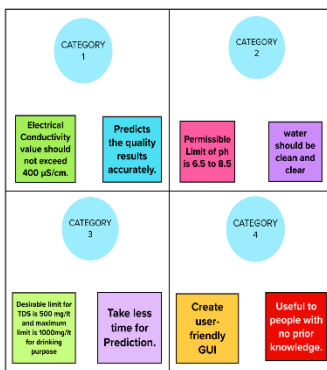 CATEGORY
1
Electrical
Conductivity
value should
not exceed
400 µS/cm.
Predicts
the quality
results
accurately.
CATEGORY
2
Permissible
Limit of ph
is 6.5 to 8.5
water
should be
clean and
clear
CATEGORY
3
Desirable limit for
TDS is 500 mg/lt
and maximum
limit is 1000mg/lt
for drinking
purpose
Take less
time for
Prediction.
CATEGORY
4
Create
user-
friendly
GUI
Useful to
people with
no prior
knowledge.